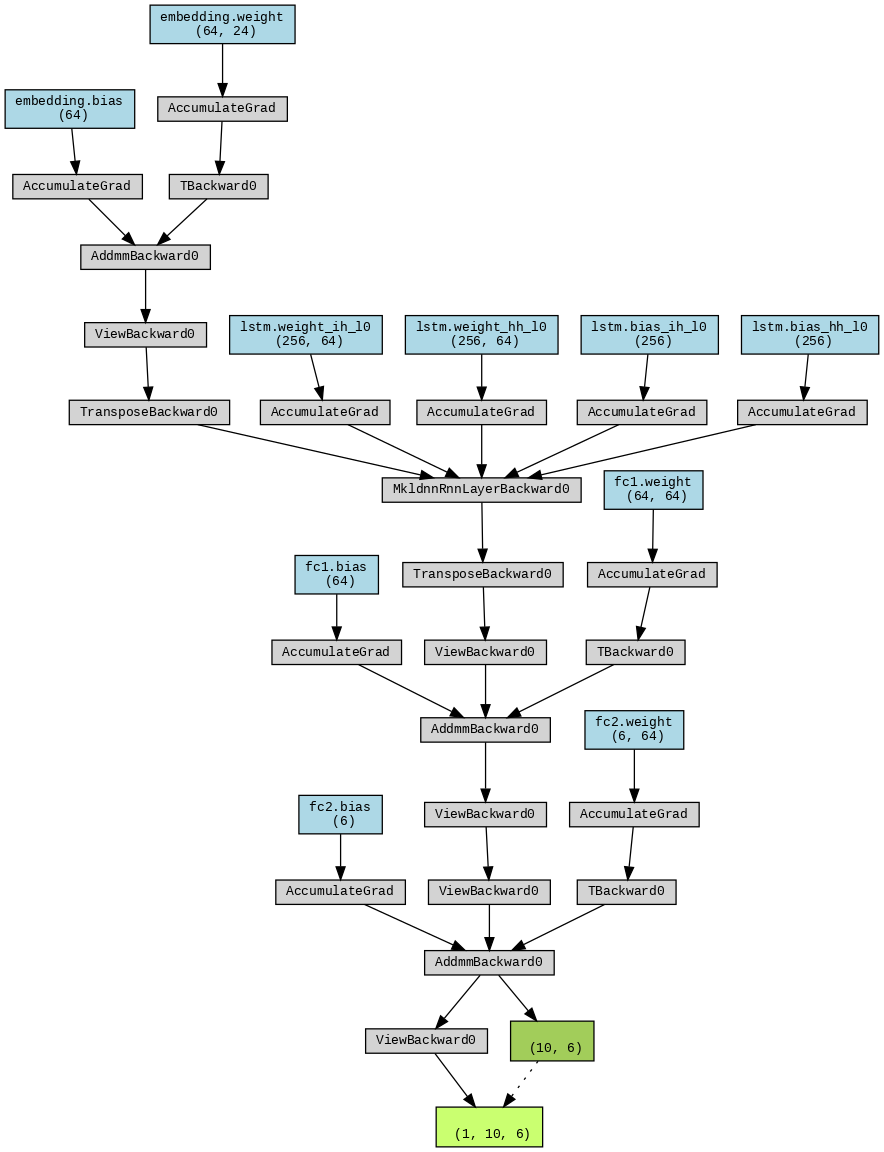 embedding.weight
(64, 24)
embedding.bias
(64)
AccumulateGrad
AccumulateGrad
TBackward0
AddmmBackward0
ViewBackward0
lstm.weight_ih_l0
(256, 64)
lstm.weight_hh_l0
(256, 64)
lstm.bias_ih_l0
(256)
lstm.bias_hh_l0
(256)
TransposeBackward0
AccumulateGrad
AccumulateGrad
AccumulateGrad
AccumulateGrad
MkldnnRnnLayerBackward0
fc1.weight
(64, 64)
fc1.bias
(64)
TransposeBackward0
AccumulateGrad
AccumulateGrad
ViewBackward0
TBackward0
AddmmBackward0
fc2.weight
(6, 64)
fc2.bias
(6)
ViewBackward0
AccumulateGrad
AccumulateGrad
ViewBackward0
TBackward0
AddmmBackward0
ViewBackward0
(10, 6)
(1, 10, 6)